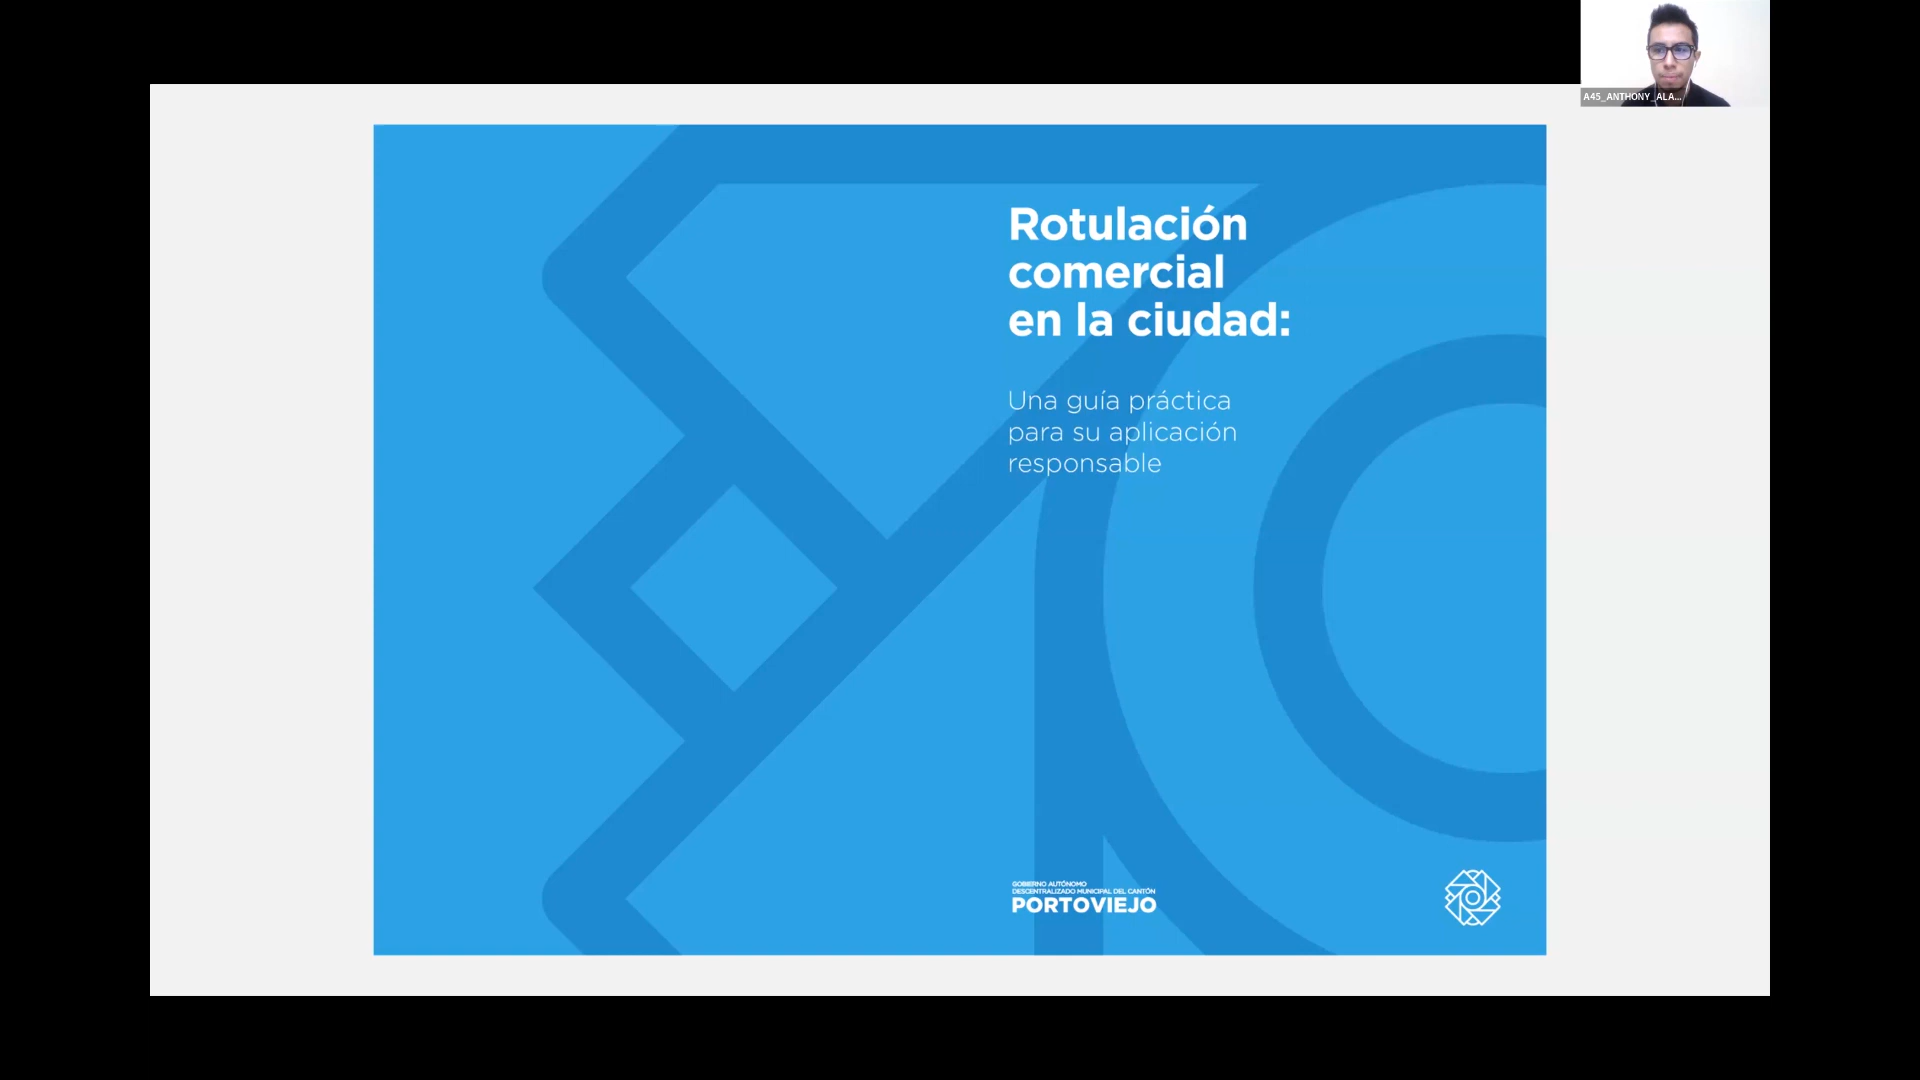 A45_ANTHONY_ALA...
Rotulación
comercial
en la ciudad:
Una guía práctica
para su aplicación
responsable
GOBIERNO AUTÓNOMO
DESCENTRALIZADO MUNICIPAL DEL CANTÓN
PORTOVIEJO